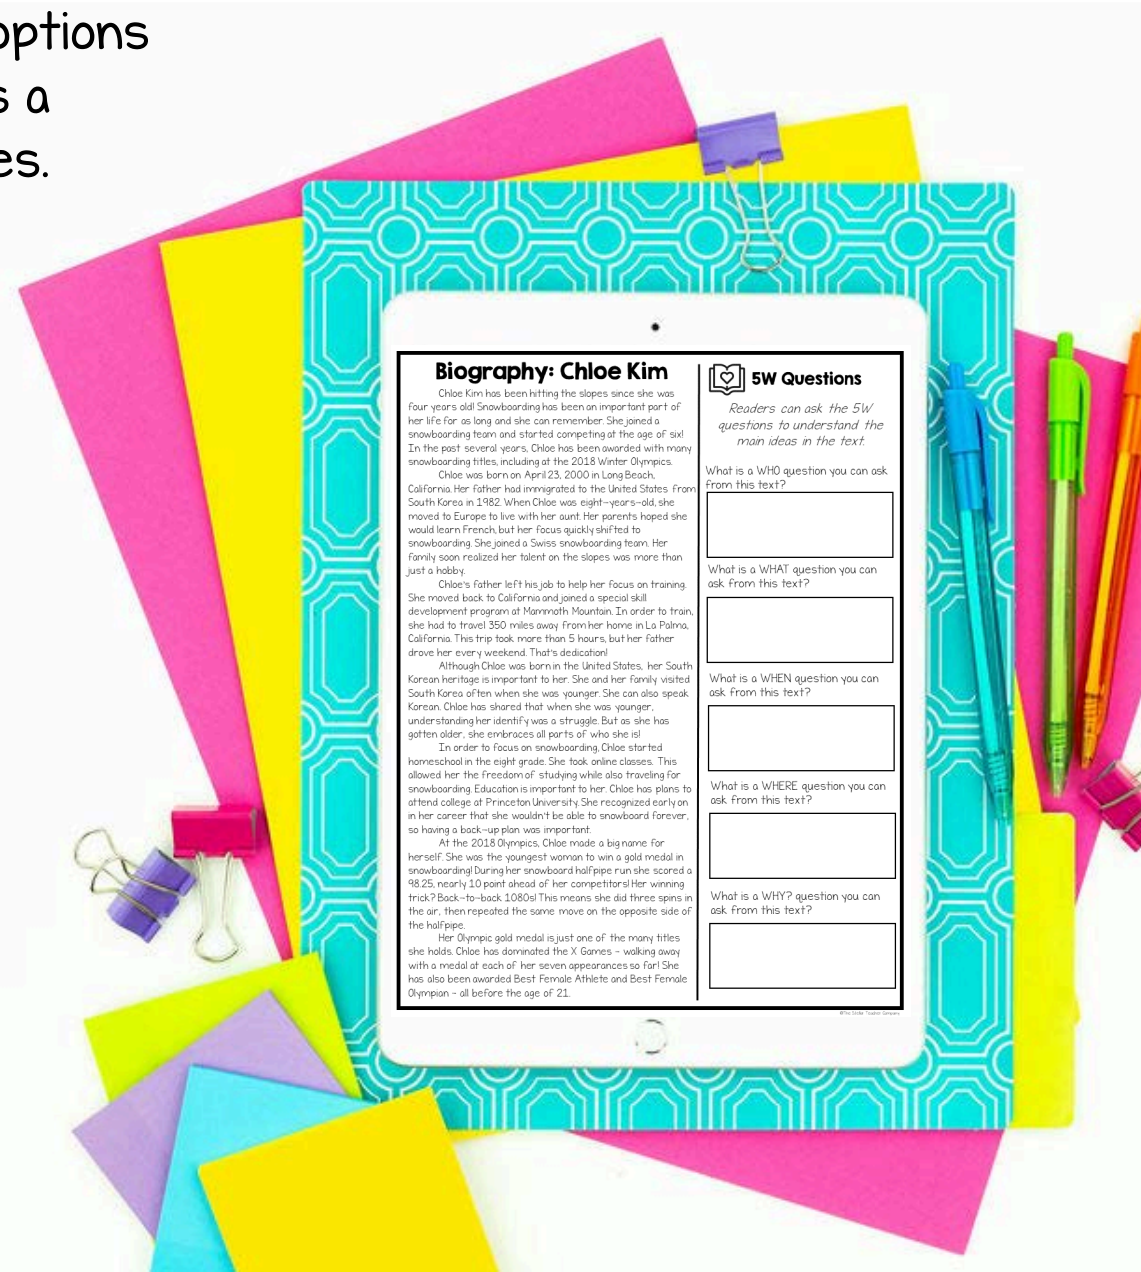 options
s a
es.
Biography: Chloe Kim
Chloe Kim has been hitting the slopes since she was
four years old! Snowboarding has been an important part of
her life for as long and she can remember. She joined a
snowboarding team and started competing at the age of six!
In the past several years, Chloe has been awarded with many
snowboarding titles, including at the 2018 Winter Olympics.
Chloe was born on April 23, 2000 in Long Beach,
California. Her father had immigrated to the United States from
South Korea in 1982. When Chloe was eight-years-old, she
moved to Europe to live with her aunt. Her parents hoped she
would learn French, but her focus quickly shifted to
snowboarding. She joined a Swiss snowboarding team. Her
family soon realized her talent on the slopes was more than
just a hobby.
Chloe's father left his job to help her focus on training.
She moved back to California and joined a special skill
development program at Mammoth Mountain. In order to train,
she had to travel 350 miles away from her home in La Palma,
California. This trip took more than 5 hours, but her father
drove her every weekend. That's dedication!
Although Chloe was born in the United States, her South
Korean heritage is important to her. She and her family visited
South Korea often when she was younger. She can also speak
Korean. Chloe has shared that when she was younger,
understanding her identify was a struggle. But as she has
gotten older, she embraces all parts of who she is!
In order to focus on snowboarding, Chloe started
homeschool in the eight grade. She took online classes. This
allowed her the freedom of studying while also traveling for
snowboarding. Education is important to her. Chloe has plans to
attend college at Princeton University. She recognized early on
in her career that she wouldn't be able to snowboard forever,
so having a back-up plan was important.
At the 2018 Olympics, Chloe made a big name for
herself. She was the youngest woman to win a gold medal in
snowboarding! During her snowboard halfpipe run she scored a
98.25, nearly 10 point ahead of her competitors! Her winning
trick? Back-to-back 1080s! This means she did three spins in
the air, then repeated the same move on the opposite side of
the halfpipe.
Her Olympic gold medal is just one of the many titles
she holds. Chloe has dominated the X Games - walking away
with a medal at each of her seven appearances so far! She
has also been awarded Best Female Athlete and Best Female
Olympian - all before the age of 21.
5W Questions
Readers can ask the 5W
questions to understand the
main ideas in the text.
What is a WHO question you can ask
from this text?
What is a WHAT question you can
ask from this text?
What is a WHEN question you can
ask from this text?
What is a WHERE question you can
ask from this text?
What is a WHY? question you can
ask from this text?
©The Stellar Teacher Company